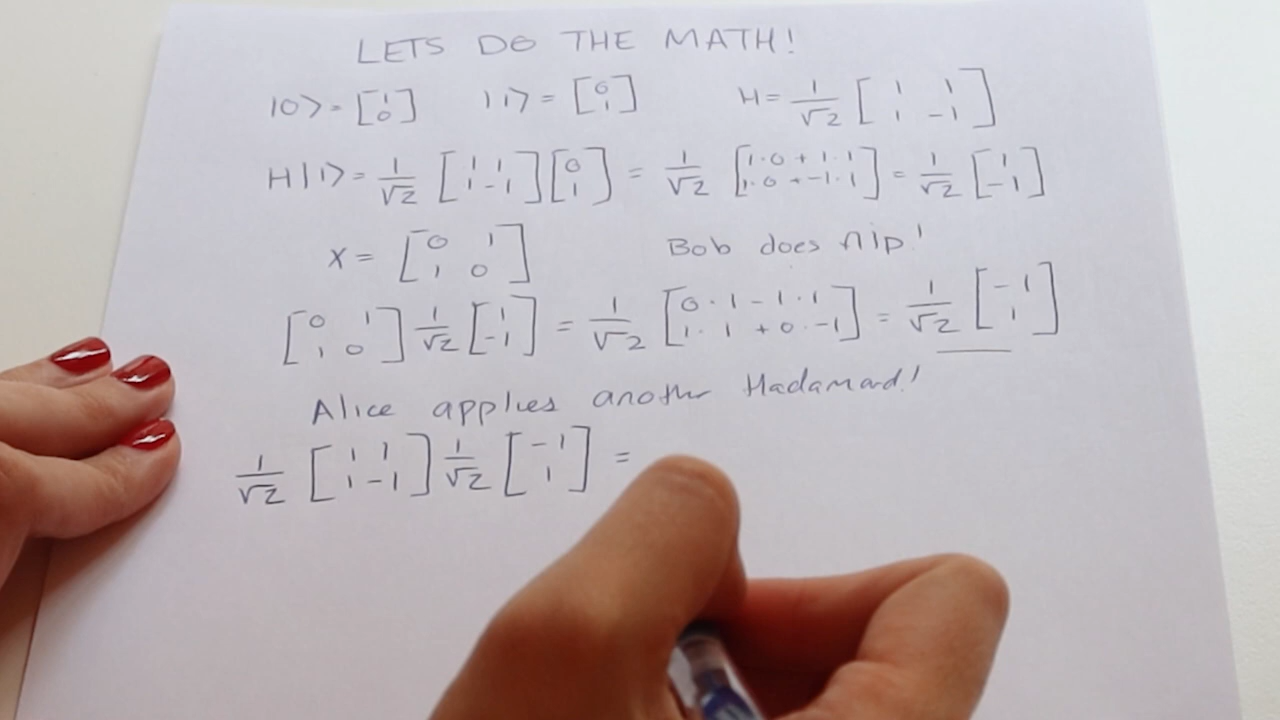 LETS DO THE MATH!
|0> = [1 0] |1> = [0 1] H = 1/√2 [1 1 1 -1]
H|1> = 1/√2 [1 1 1 -1] [0 1] = 1/√2 [1·0 + 1·1 1·0 + -1·1] = 1/√2 [1 -1]
X = [0 1 1 0] Bob does flip!
[0 1 1 0] 1/√2 [1 -1] = 1/√2 [0·1 - 1·1 1·1 + 0·-1] = 1/√2 [-1 1]
Alice applies another Hadamard!
1/√2 [1 1 1 -1] 1/√2 [-1 1] =